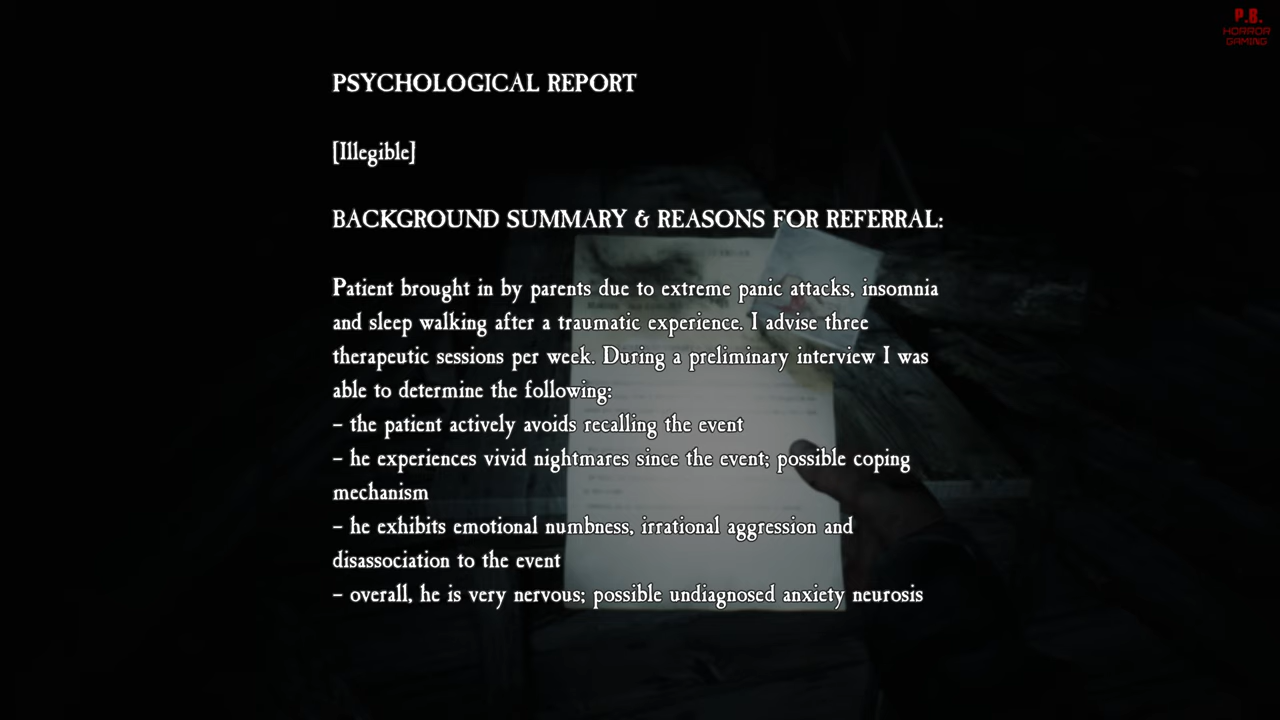 P.B.
HORROR
GAMING
PSYCHOLOGICAL REPORT
[Illegible]
BACKGROUND SUMMARY & REASONS FOR REFERRAL:
Patient brought in by parents due to extreme panic attacks, insomnia
and sleep walking after a traumatic experience. I advise three
therapeutic sessions per week. During a preliminary interview I was
able to determine the following:
– the patient actively avoids recalling the event
– he experiences vivid nightmares since the event; possible coping
mechanism
– he exhibits emotional numbness, irrational aggression and
disassociation to the event
– overall, he is very nervous; possible undiagnosed anxiety neurosis